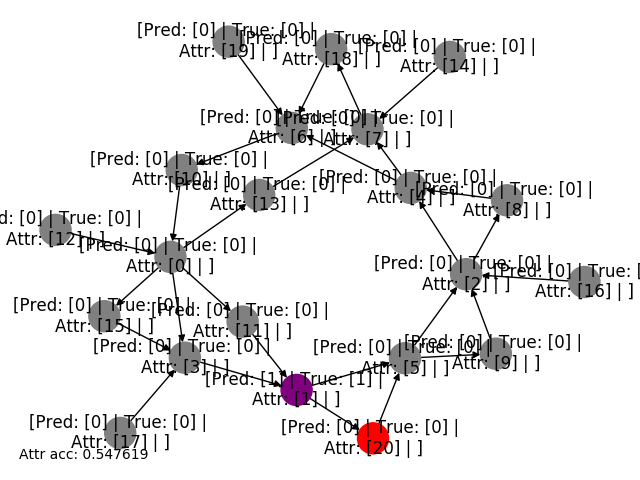 [Pred: [0] | True: [0] |
Attr: [19] | ]
[Pred: [0] | True: [0] |
Attr: [18] | ]
[Pred: [0] | True: [0] |
Attr: [14] | ]
[Pred: [0] | True: [0] |
Attr: [6] | ]
[Pred: [0] | True: [0] |
Attr: [7] | ]
[Pred: [0] | True: [0] |
Attr: [10] | ]
[Pred: [0] | True: [0] |
Attr: [13] | ]
[Pred: [0] | True: [0] |
Attr: [4] | ]
[Pred: [0] | True: [0] |
Attr: [8] | ]
d: [0] | True: [0] |
Attr: [12] | ]
[Pred: [0] | True: [0] |
Attr: [0] | ]
[Pred: [0] | True: [0] |
Attr: [2] | ]
[Pred: [0] | True: [0] |
Attr: [16] | ]
[Pred: [0] | True: [0] |
Attr: [15] | ]
[Pred: [0] | True: [0] |
Attr: [11] | ]
[Pred: [0] | True: [0] |
Attr: [3] | ]
[Pred: [0] | True: [0] |
Attr: [5] | ]
[Pred: [0] | True: [0] |
Attr: [9] | ]
[Pred: [1] | True: [1] |
Attr: [1] | ]
[Pred: [0] | True: [0] |
Attr: [17] | ]
[Pred: [0] | True: [0] |
Attr: [20] | ]
Attr acc: 0.547619